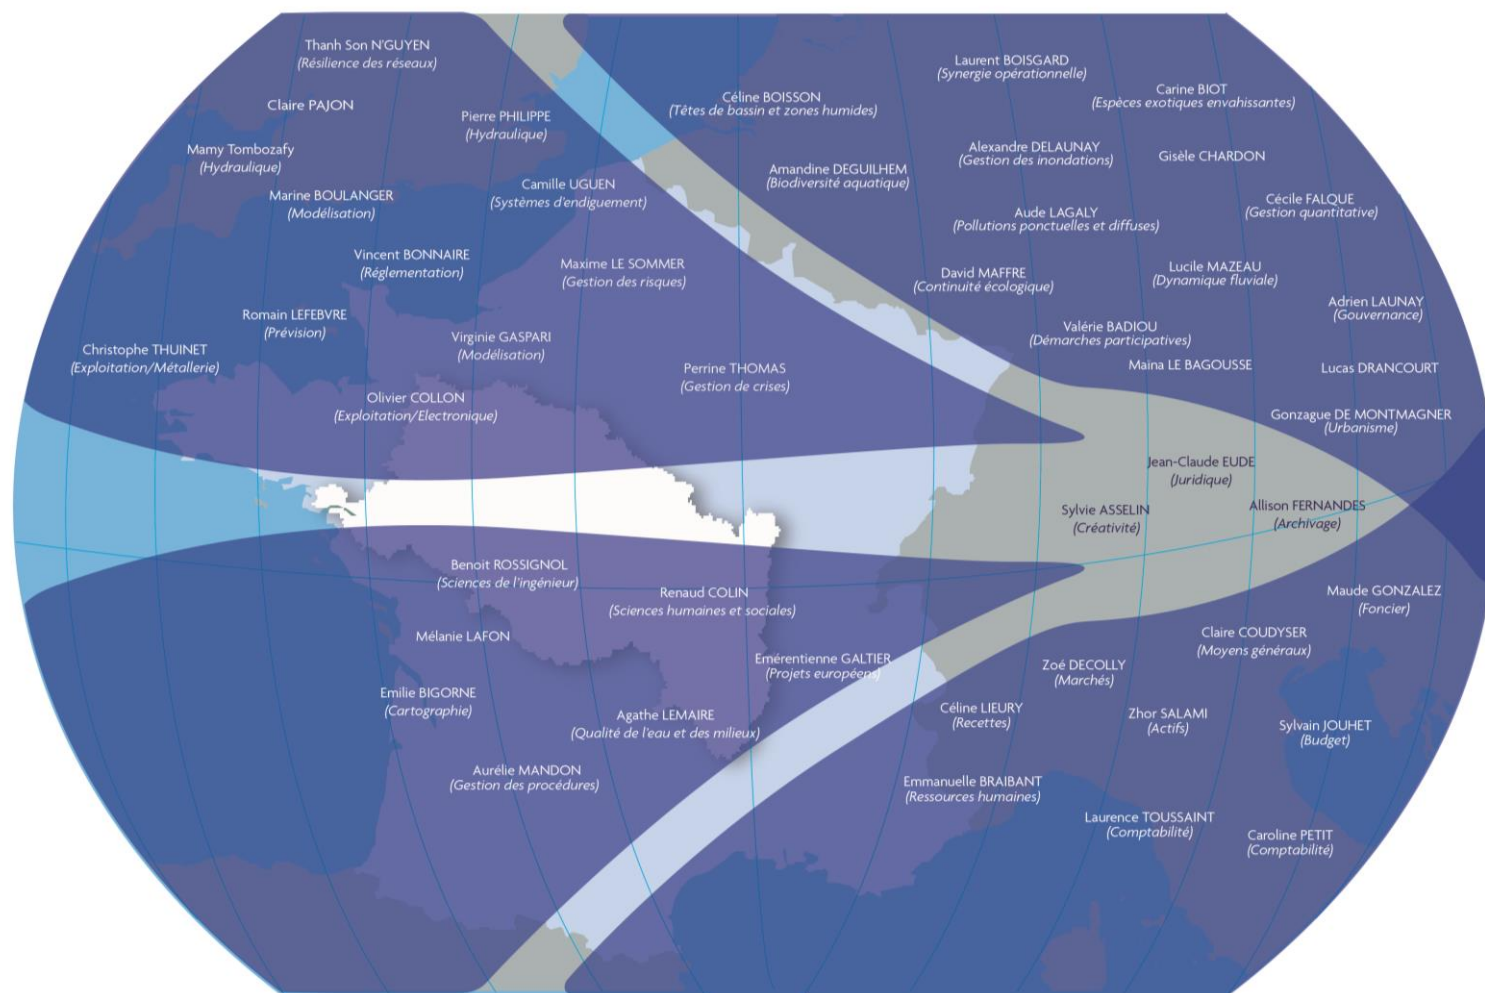 Thanh Son N'GUYEN
(Résilience des réseaux)
Claire PAJON
Pierre PHILIPPE
(Hydraulique)
Mamy Tombozafy
(Hydraulique)
Marine BOULANGER
(Modélisation)
Camille UGUEN
(Systèmes d'endiguement)
Vincent BONNAIRE
(Réglementation)
Maxime LE SOMMER
(Gestion des risques)
Romain LEFEBVRE
(Prévision)
Virginie GASPARI
(Modélisation)
Christophe THUINET
(Exploitation/Métallerie)
Perrine THOMAS
(Gestion de crises)
Olivier COLLON
(Exploitation/Electronique)
Laurent BOISGARD
(Synergie opérationnelle)
Céline BOISSON
(Têtes de bassin et zones humides)
Carine BIOT
(Espèces exotiques envahissantes)
Alexandre DELAUNAY
(Gestion des inondations)
Gisèle CHARDON
Amandine DEGUILHEM
(Biodiversité aquatique)
Cécile FALQUE
(Gestion quantitative)
Aude LAGALY
(Pollutions ponctuelles et diffuses)
David MAFFRE
(Continuité écologique)
Lucile MAZEAU
(Dynamique fluviale)
Adrien LAUNAY
(Gouvernance)
Valérie BADIOU
(Démarches participatives)
Maina LE BAGOUSSE
Lucas DRANCOURT
Gonzague DE MONTMAGNER
(Urbanisme)
Jean-Claude EUDE
(Juridique)
Sylvie ASSELIN
(Créativité)
Allison FERNANDES
(Archivage)
Benoit ROSSIGNOL
(Sciences de l'ingénieur)
Renaud COLIN
(Sciences humaines et sociales)
Mélanie LAFON
Emérentienne GALTIER
(Projets européens)
Emilie BIGORNE
(Cartographie)
Agathe LEMAIRE
(Qualité de l'eau et des milieux)
Aurélie MANDON
(Gestion des procédures)
Maude GONZALEZ
(Foncier)
Claire COUDYSER
(Moyens généraux)
Zoé DECOLLY
(Marchés)
Céline LIEURY
(Recettes)
Zhor SALAMI
(Actifs)
Sylvain JOUHET
(Budget)
Emmanuelle BRAIBANT
(Ressources humaines)
Laurence TOUSSAINT
(Comptabilité)
Caroline PETIT
(Comptabilité)